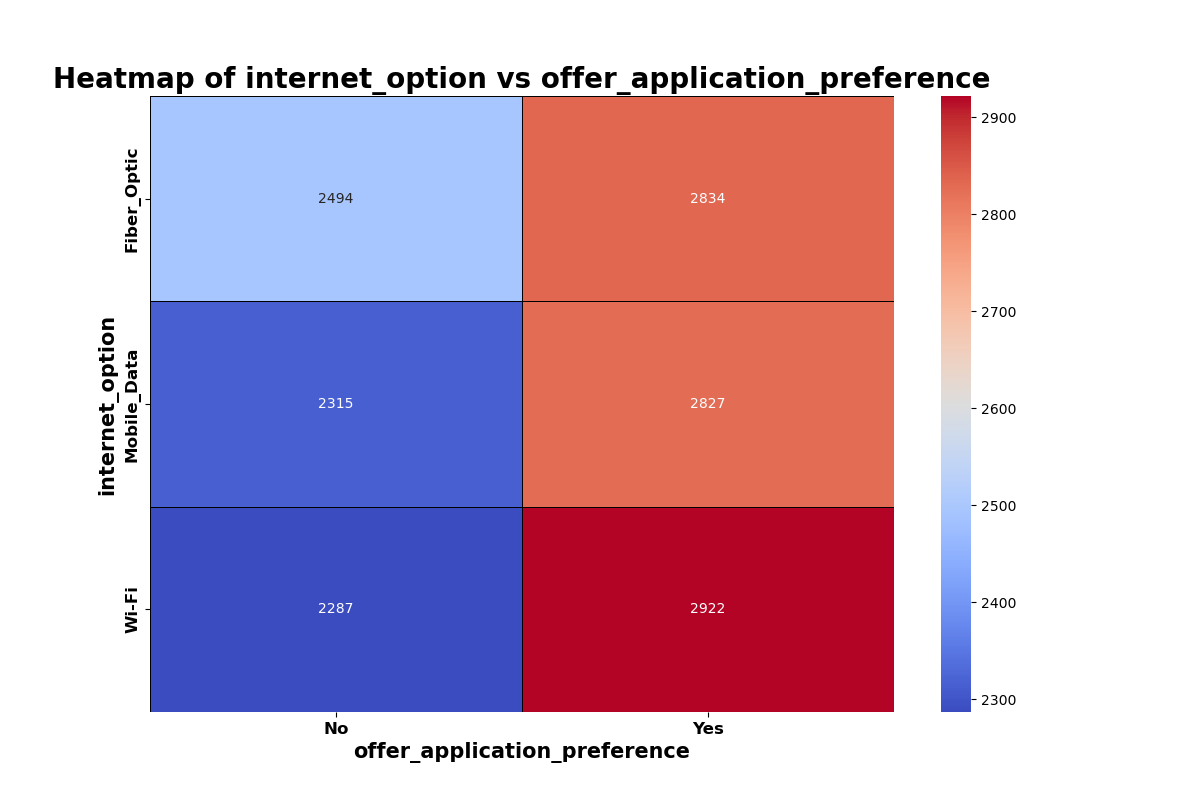 Heatmap of internet_option vs offer_application_preference
internet_option
Fiber_Optic
Mobile_Data
Wi-Fi
2494
2834
2315
2827
2287
2922
No
Yes
offer_application_preference
2900
2800
2700
2600
2500
2400
2300